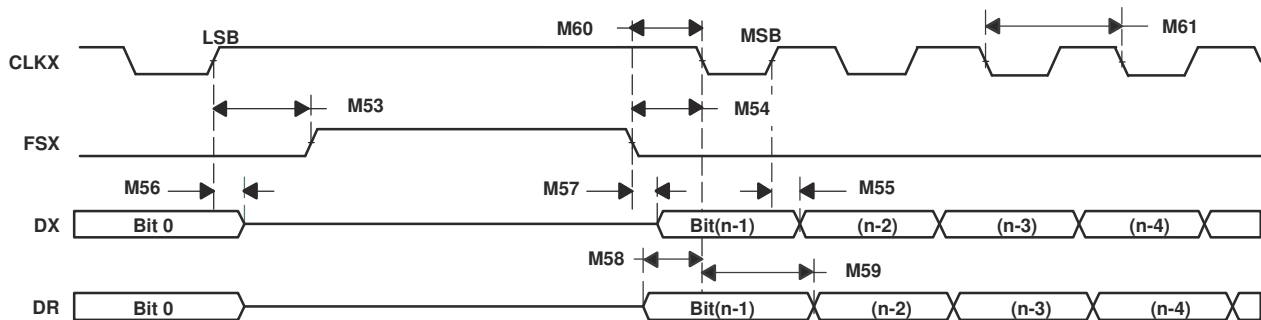 M60
M61
LSB
MSB
CLKX
M53
M54
FSX
M56
M57
M55
DX
Bit 0
Bit(n-1)
(n-2)
(n-3)
(n-4)
M58
M59
DR
Bit 0
Bit(n-1)
(n-2)
(n-3)
(n-4)